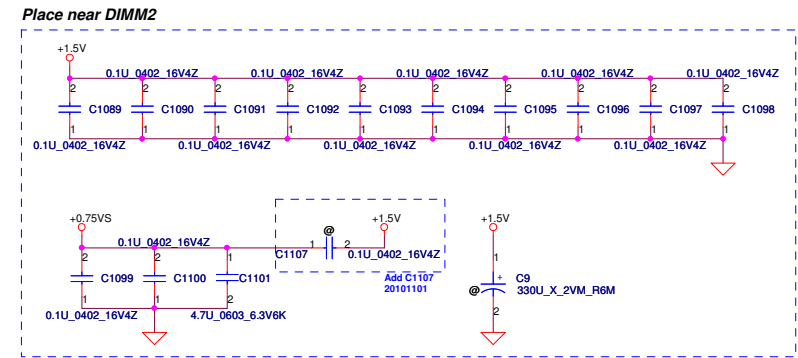 Place near DIMM2
+1.5V
0.1U_0402_16V4Z 0.1U_0402_16V4Z 0.1U_0402_16V4Z 0.1U_0402_16V4Z 0.1U_0402_16V4Z
2 2 2 2 2 2 2 2 2 2
C1089 C1090 C1091 C1092 C1093 C1094 C1095 C1096 C1097 C1098
1 1 1 1 1 1 1 1 1 1
0.1U_0402_16V4Z 0.1U_0402_16V4Z 0.1U_0402_16V4Z 0.1U_0402_16V4Z 0.1U_0402_16V4Z
+0.75VS
0.1U_0402_16V4Z
2 2 1
C1099 C1100 C1101
1 1 2
0.1U_0402_16V4Z 4.7U_0603_6.3V6K
@ +1.5V
1 2
C1107 0.1U_0402_16V4Z
Add C1107
20101101
+1.5V
1
+ C9
@ 330U_X_2VM_R6M
2